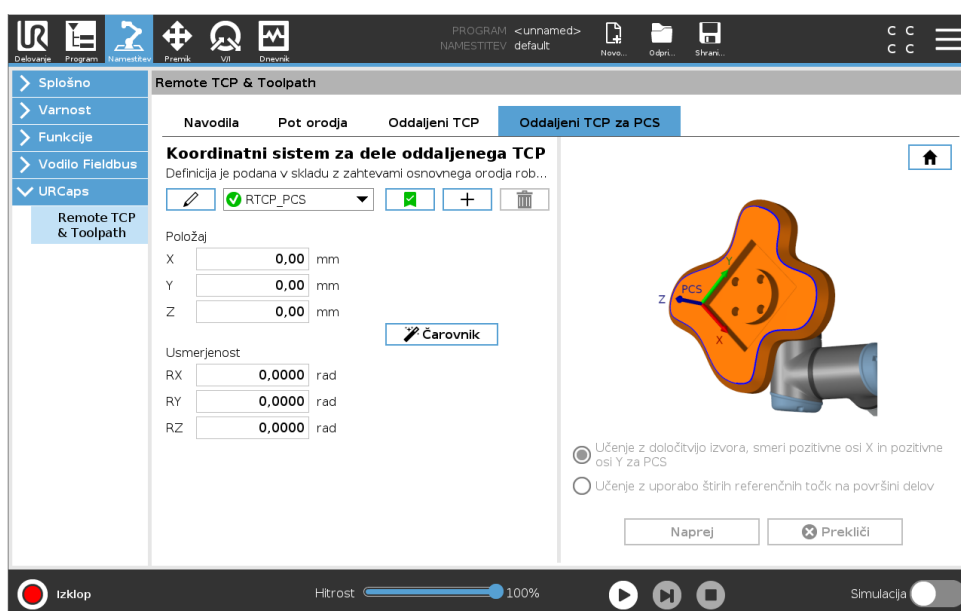 UR
PROGRAM <unnamed>
NAMESTITEV default
C C
C C
Delovanje Program Namestitev Premik V/I Dnevnik Novo... Odpri... Shrani...
Splošno
Varnost
Funkcije
Vodilo Fieldbus
URCaps
Remote TCP
& Toolpath
Remote TCP & Toolpath
Navodila Pot orodja Oddaljeni TCP Oddaljeni TCP za PCS
Koordinatni sistem za dele oddaljenega TCP
Definicija je podana v skladu z zahtevami osnovnega orodja rob...
RTCP_PCS
Položaj
X 0,00 mm
Y 0,00 mm
Z 0,00 mm
Čarovnik
Usmerjenost
RX 0,0000 rad
RY 0,0000 rad
RZ 0,0000 rad
Y
PCS
Z
X
Učenje z določitvijo izvora, smeri pozitivne osi X in pozitivne
osi Y za PCS
Učenje z uporabo štirih referenčnih točk na površini delov
Naprej Prekliči
Izklop Hitrost 100% Simulacija